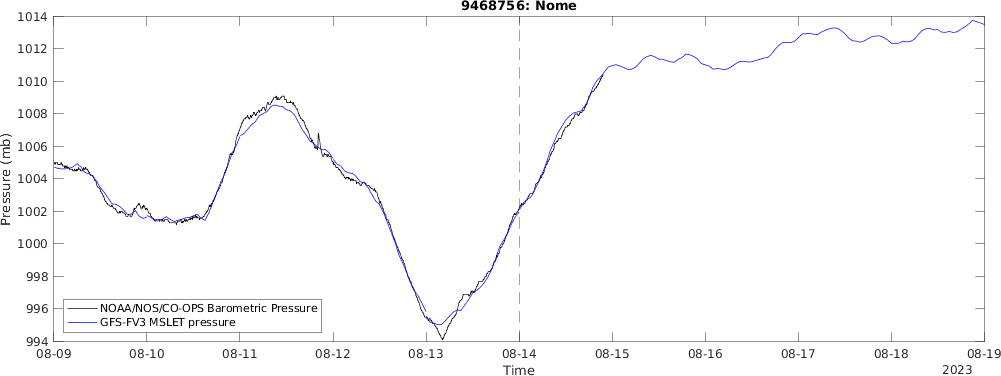 9468756: Nome
1014
1012
1010
1008
1006
1004
1002
1000
998
996
994
Pressure (mb)
NOAA/NOS/CO-OPS Barometric Pressure
GFS-FV3 MSLET pressure
08-09 08-10 08-11 08-12 08-13 08-14 08-15 08-16 08-17 08-18 08-19
Time
2023